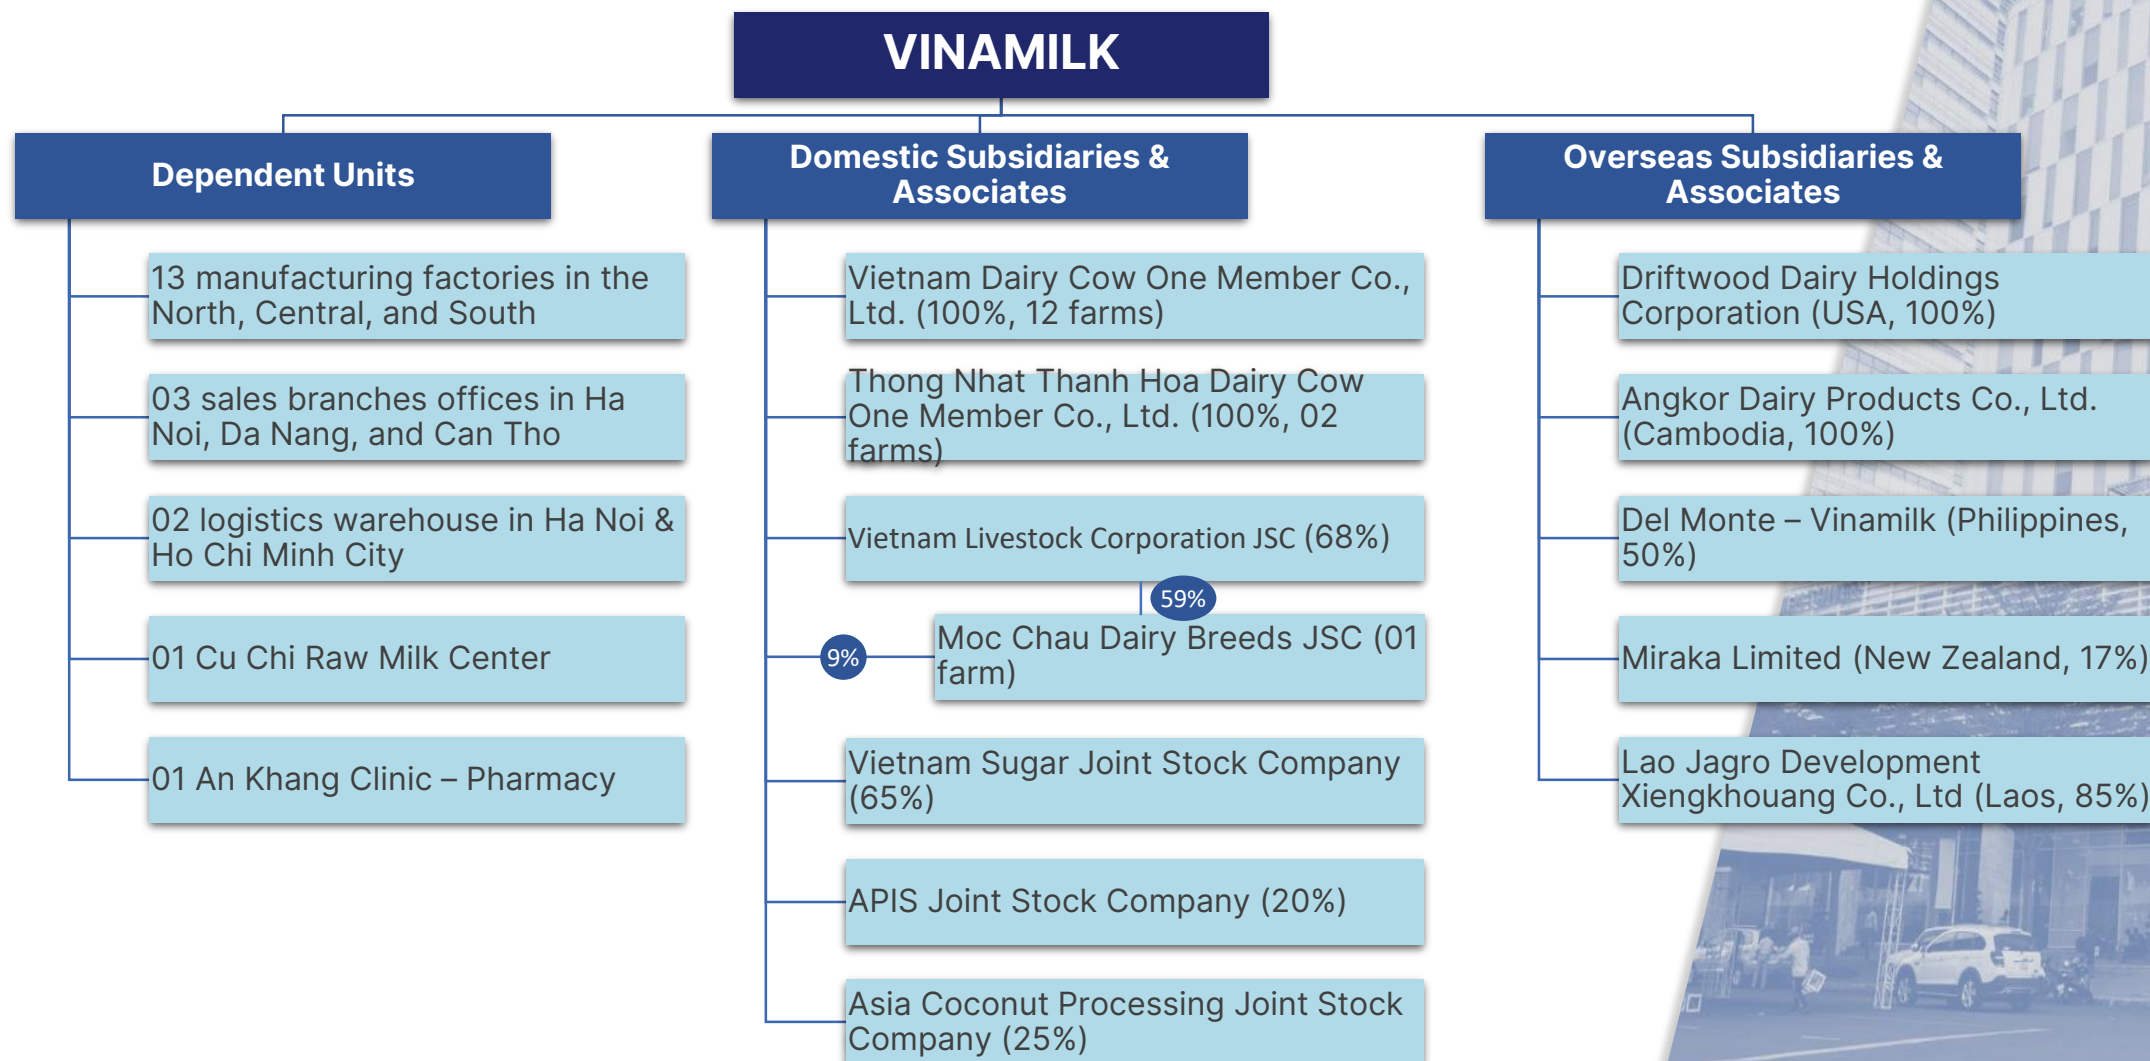 VINAMILK
Dependent Units
13 manufacturing factories in the
North, Central, and South
03 sales branches offices in Ha
Noi, Da Nang, and Can Tho
02 logistics warehouse in Ha Noi &
Ho Chi Minh City
01 Cu Chi Raw Milk Center
01 An Khang Clinic – Pharmacy
Domestic Subsidiaries &
Associates
Vietnam Dairy Cow One Member Co.,
Ltd. (100%, 12 farms)
Thong Nhat Thanh Hoa Dairy Cow
One Member Co., Ltd. (100%, 02
farms)
Vietnam Livestock Corporation JSC (68%)
59%
9%
Moc Chau Dairy Breeds JSC (01
farm)
Vietnam Sugar Joint Stock Company
(65%)
APIS Joint Stock Company (20%)
Asia Coconut Processing Joint Stock
Company (25%)
Overseas Subsidiaries &
Associates
Driftwood Dairy Holdings
Corporation (USA, 100%)
Angkor Dairy Products Co., Ltd.
(Cambodia, 100%)
Del Monte – Vinamilk (Philippines,
50%)
Miraka Limited (New Zealand, 17%)
Lao Jagro Development
Xiengkhouang Co., Ltd (Laos, 85%)